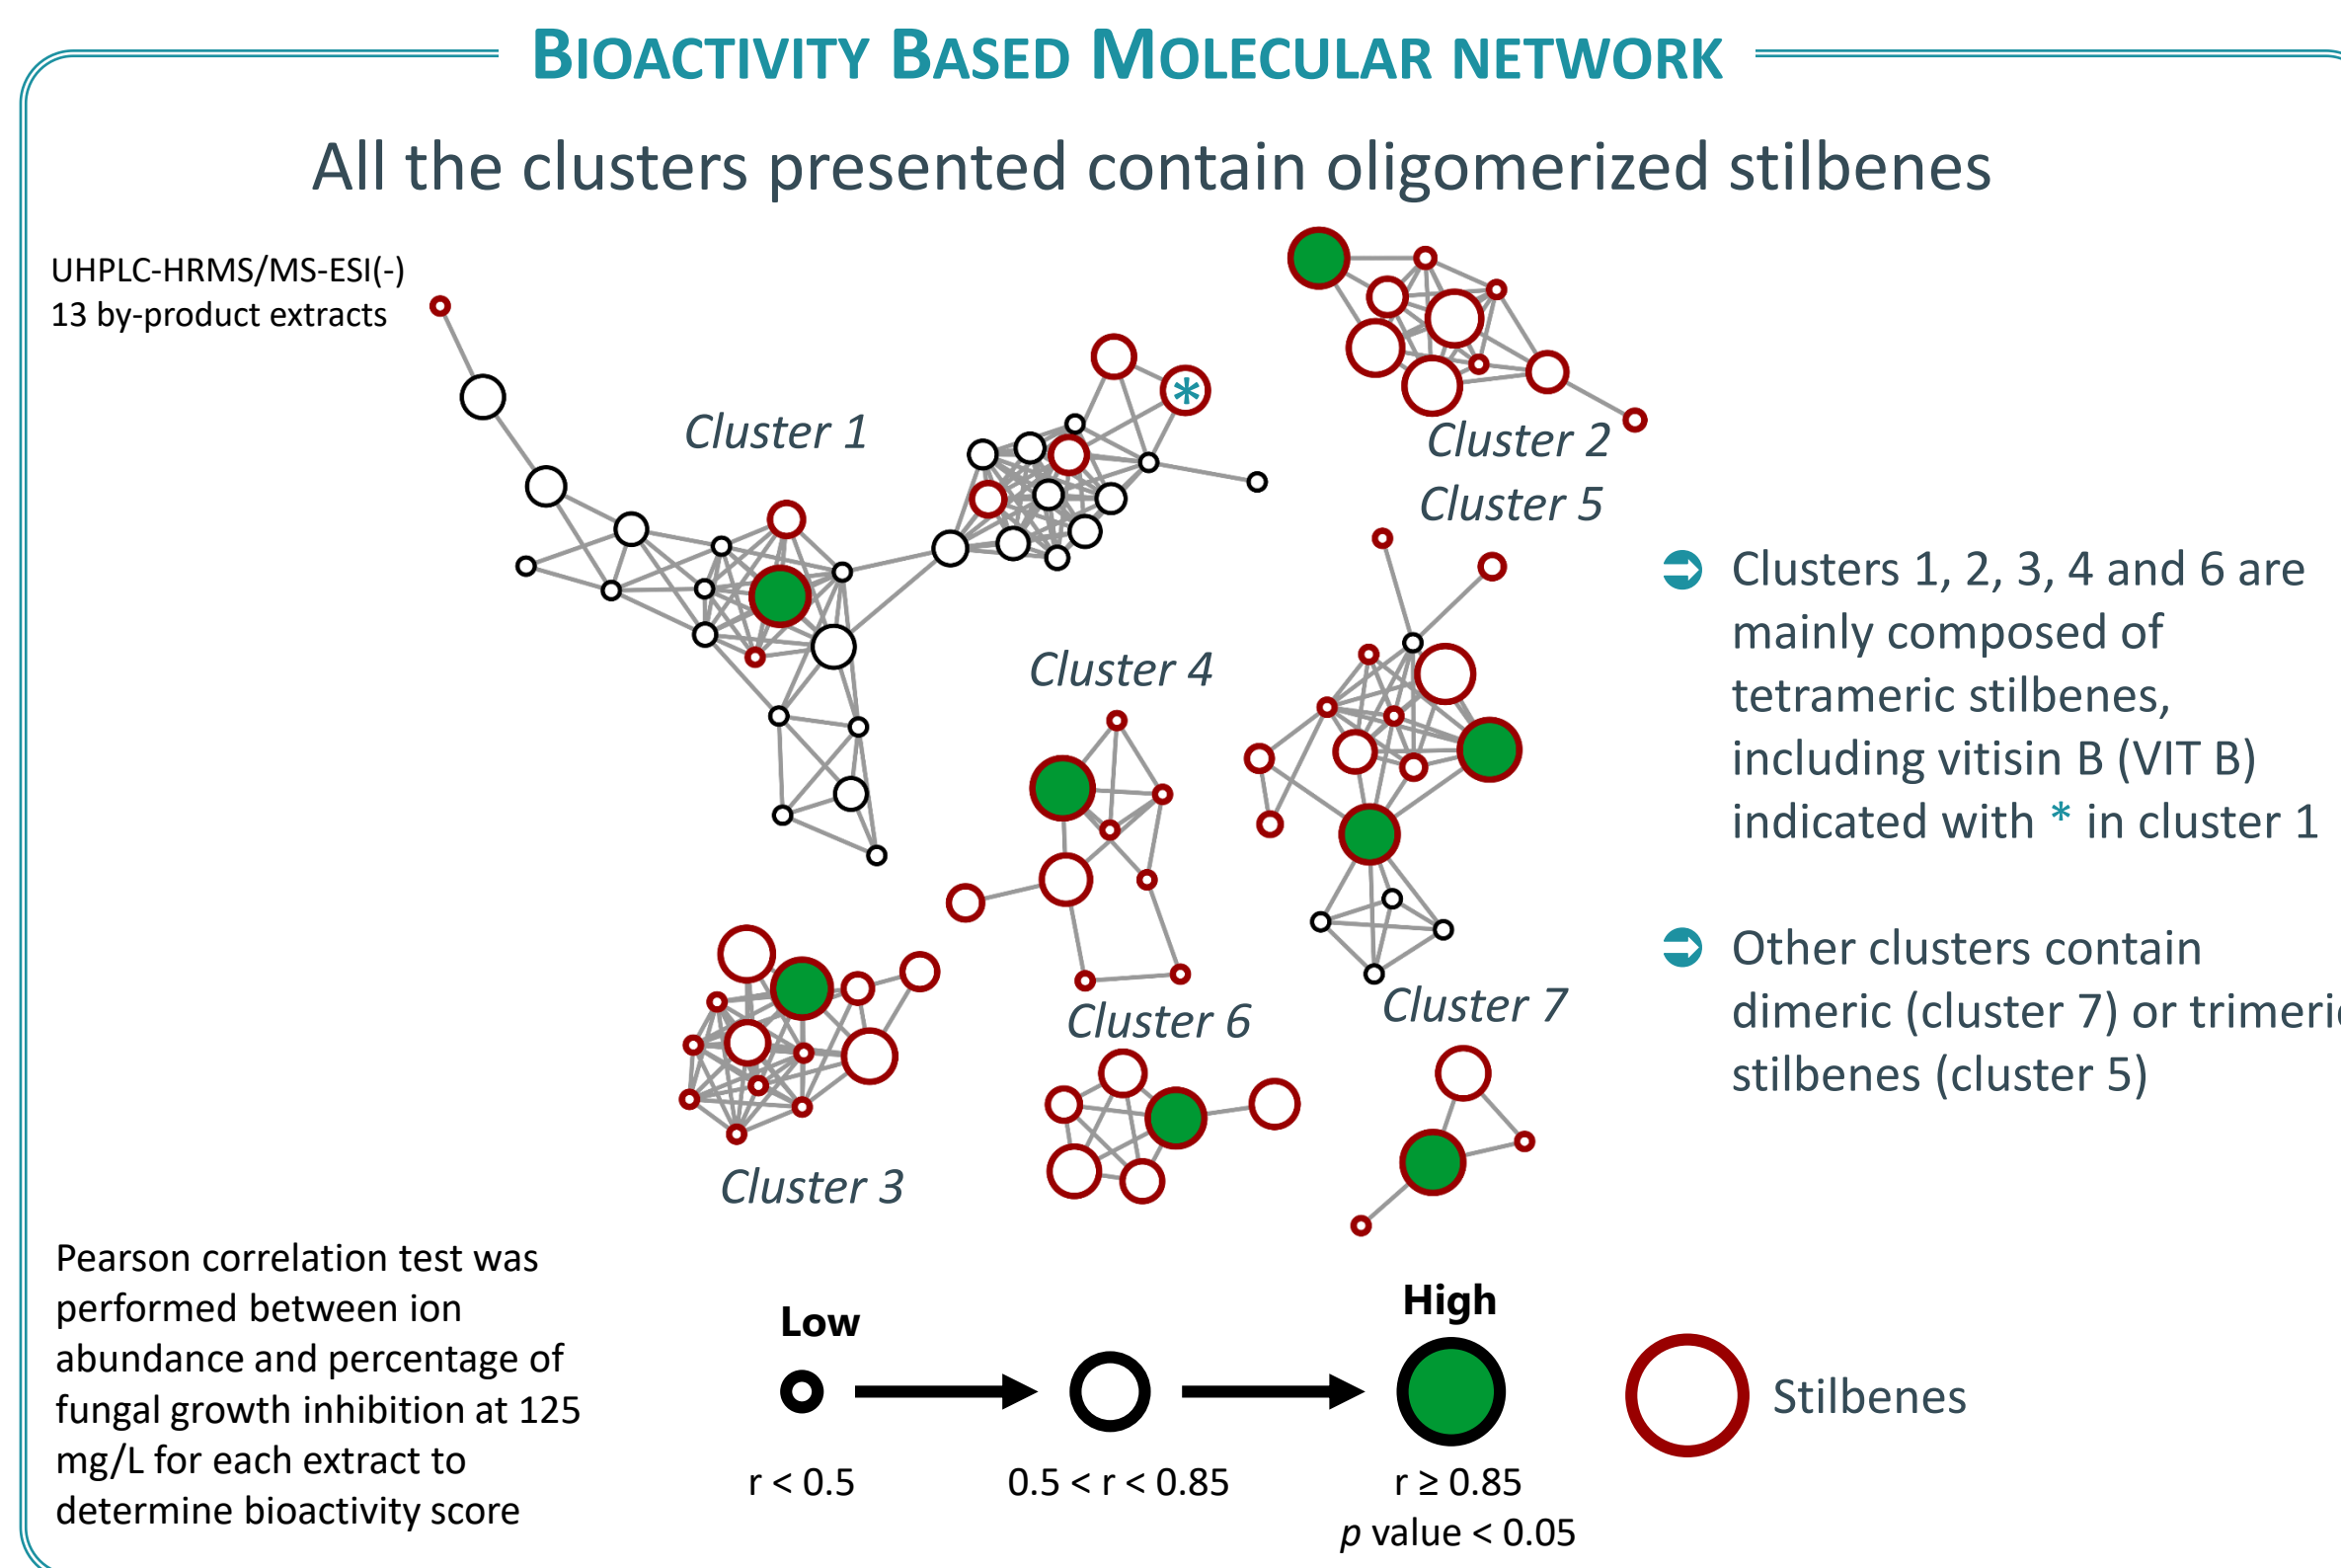 BIOACTIVITY BASED MOLECULAR NETWORK
All the clusters presented contain oligomerized stilbenes
UHPLC-HRMS/MS-ESI(-)
13 by-product extracts
Cluster 1
*
Cluster 2
Cluster 5
Cluster 4
Cluster 6
Cluster 7
Cluster 3
Clusters 1, 2, 3, 4 and 6 are
mainly composed of
tetrameric stilbenes,
including vitisin B (VIT B)
indicated with * in cluster 1
Other clusters contain
dimeric (cluster 7) or trimeric
stilbenes (cluster 5)
Pearson correlation test was
performed between ion
abundance and percentage of
fungal growth inhibition at 125
mg/L for each extract to
determine bioactivity score
Low
High
r < 0.5
0.5 < r < 0.85
r ≥ 0.85
p value < 0.05
Stilbenes